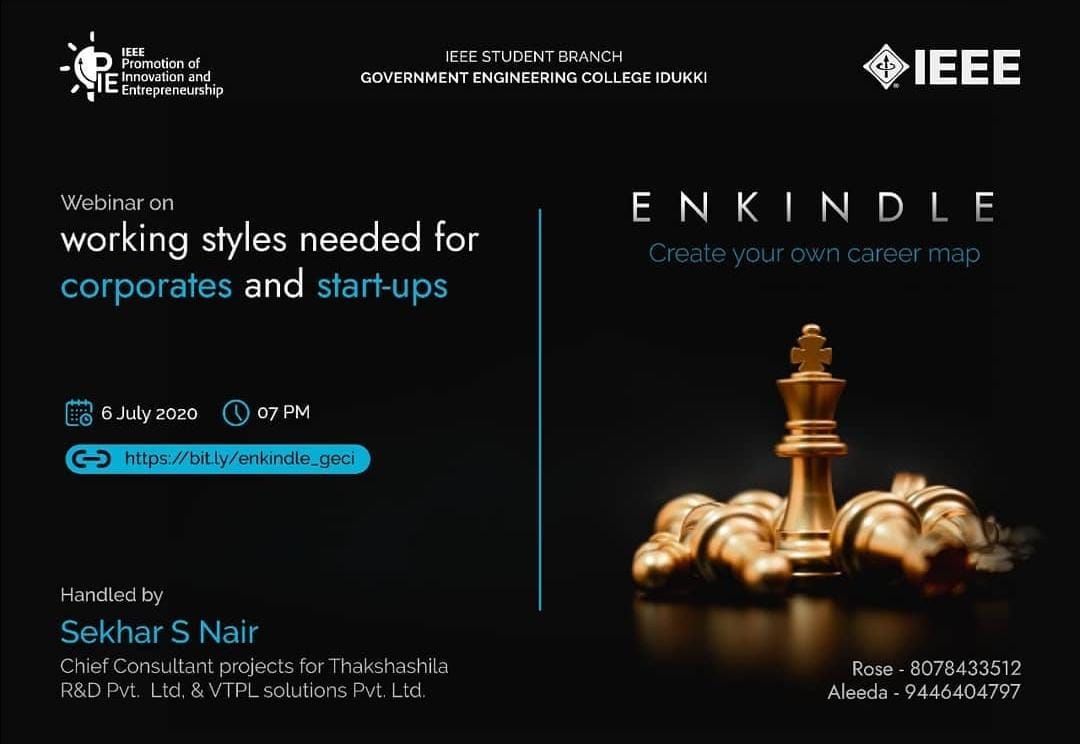 IEEE
Promotion of
Innovation and
Entrepreneurship
PIE
IEEE STUDENT BRANCH
GOVERNMENT ENGINEERING COLLEGE IDUKKI
IEEE
Webinar on
working styles needed for
corporates and start-ups
6 July 2020 07 PM
https://bit.ly/enkindle_geci
Handled by
Sekhar S Nair
Chief Consultant projects for Thakshashila
R&D Pvt. Ltd, & VTPL solutions Pvt. Ltd.
ENKINDLE
Create your own career map
Rose - 8078433512
Aleeda - 9446404797